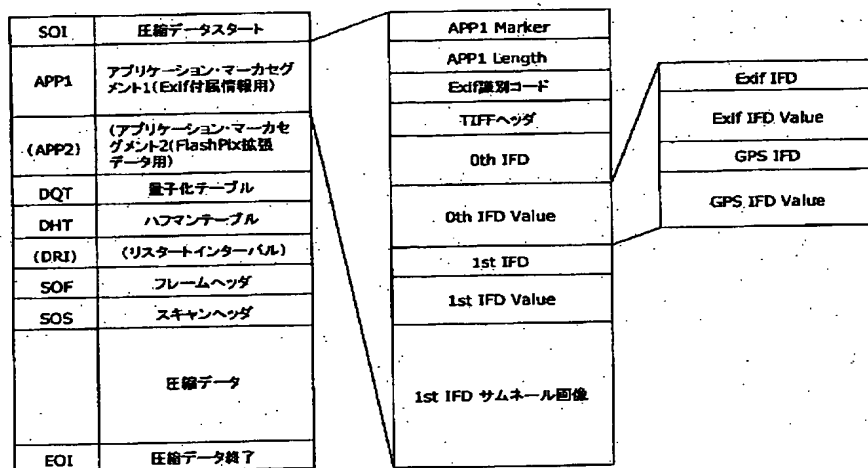 SOI 圧縮データスタート
APP1 アプリケーション・マーカセグ
メント1(Exif付属情報用)
(APP2) (アプリケーション・マーカセ
グメント2(FlashPix拡張
データ用)
DQT 量子化テーブル
DHT ハフマンテーブル
(DRI) (リスタートインターバル)
SOF フレームヘッダ
SOS スキャンヘッダ
圧縮データ
EOI 圧縮データ終了
APP1 Marker
APP1 Length
Exif識別コード
TIFFヘッダ
0th IFD
0th IFD Value
1st IFD
1st IFD Value
1st IFD サムネール画像
Exif IFD
Exif IFD Value
GPS IFD
GPS IFD Value